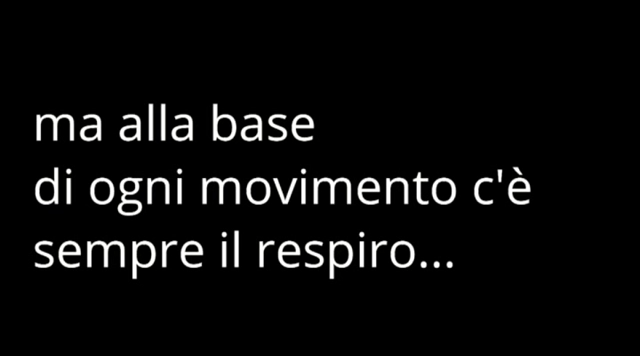 ma alla base
di ogni movimento c'è
sempre il respiro...